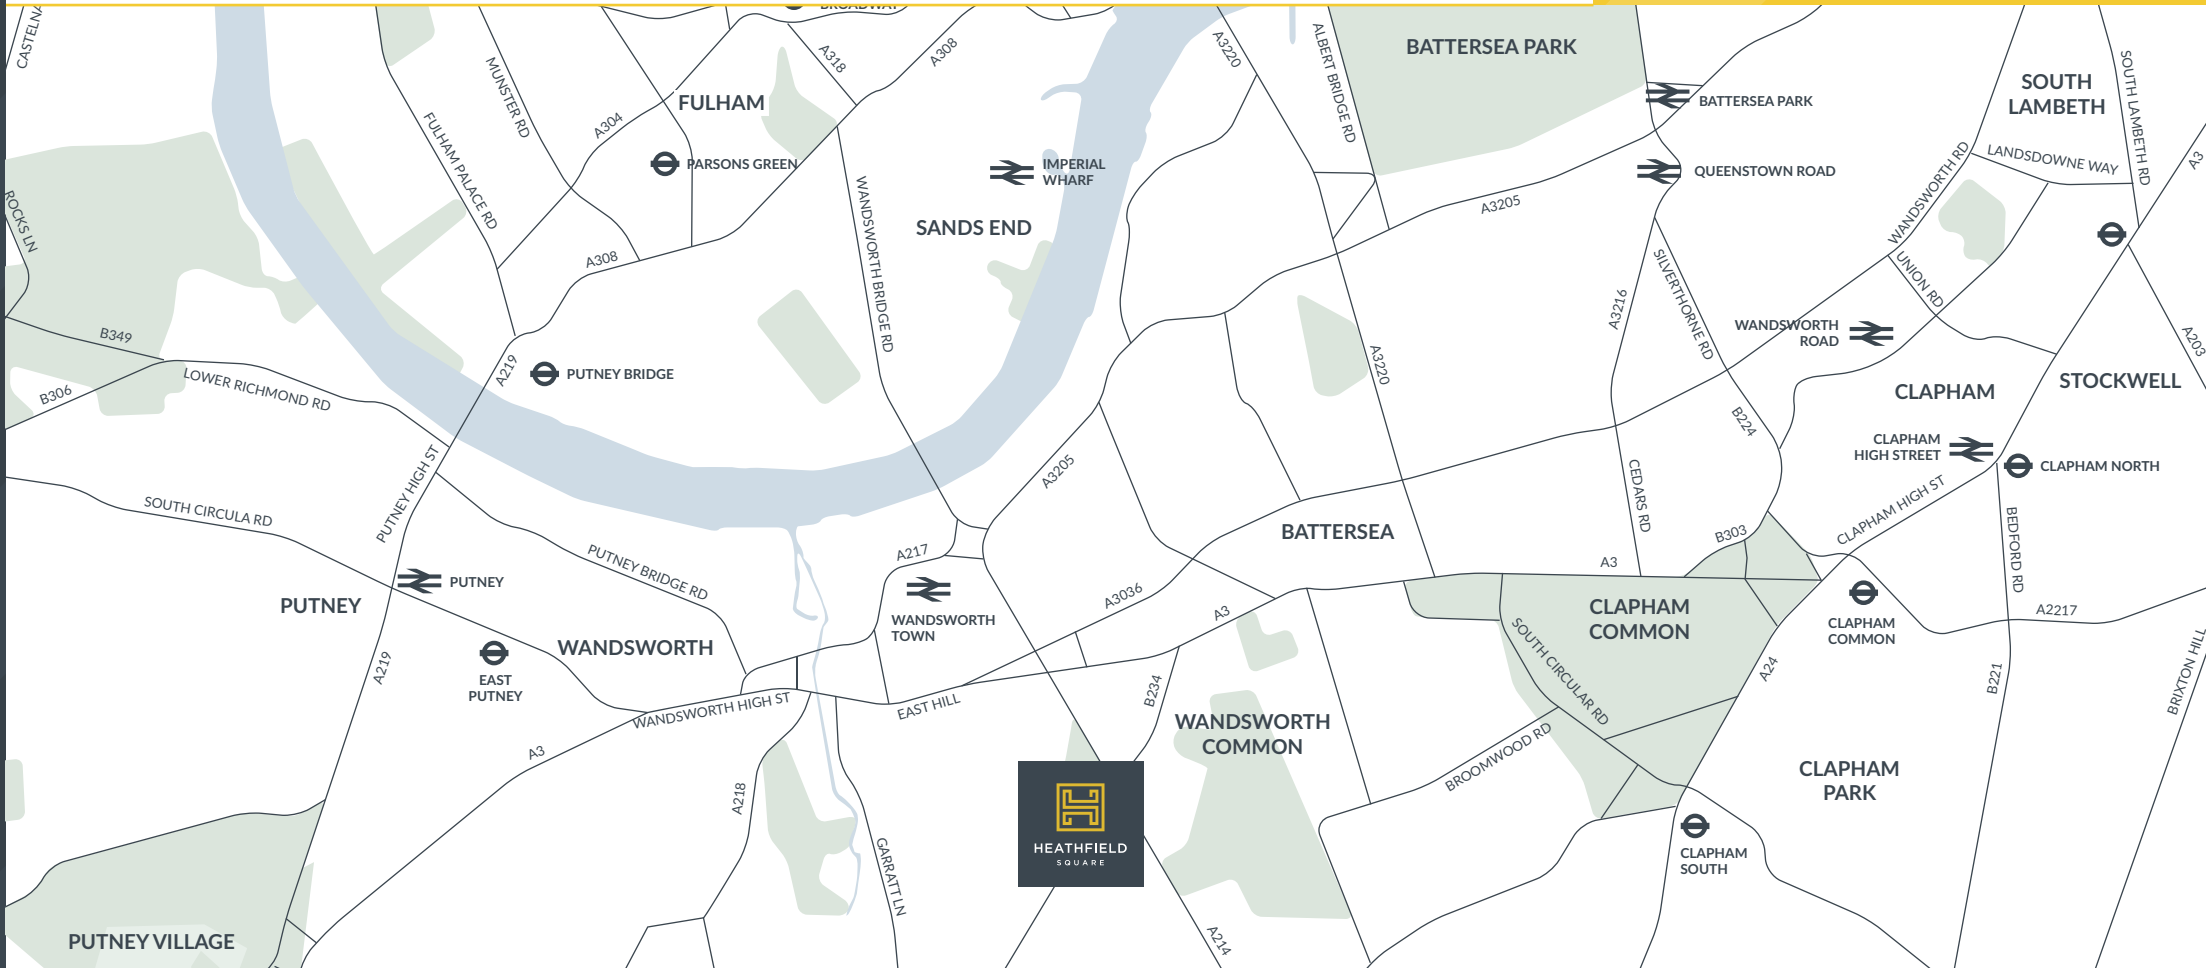 BROADWAY
CASTELNA
MUNSTER RD
A318
A308
A3220
ALBERT BRIDGE RD
BATTERSEA PARK
BATTERSEA PARK
SOUTH
LAMBETH
SOUTH LAMBETH RD
FULHAM
FULHAM PALACE RD
A304
PARSONS GREEN
IMPERIAL
WHARF
QUEENSTOWN ROAD
WANDSWORTH RD
LANDSDOWNE WAY
A3
ROCKS LN
WANDSWORTH BRIDGE RD
SANDS END
A3205
A308
SILVERTHORNE RD
UNION RD
A3216
WANDSWORTH
ROAD
A203
B349
A219
PUTNEY BRIDGE
A3220
B306
LOWER RICHMOND RD
CLAPHAM
STOCKWELL
B224
CLAPHAM
HIGH STREET
CLAPHAM NORTH
A3205
CEDARS RD
PUTNEY HIGH ST
SOUTH CIRCULA RD
CLAPHAM HIGH ST
BATTERSEA
B303
BEDFORD RD
A217
PUTNEY BRIDGE RD
A3
PUTNEY
PUTNEY
A3036
A3
WANDSWORTH
TOWN
CLAPHAM
COMMON
CLAPHAM
COMMON
A2217
WANDSWORTH
SOUTH CIRCULAR RD
A219
EAST
PUTNEY
A24
B221
BRIXTON HILL
B234
WANDSWORTH HIGH ST
EAST HILL
WANDSWORTH
COMMON
A3
BROOMWOOD RD
CLAPHAM
PARK
A218
HEATHFIELD
SQUARE
GARRATT LN
CLAPHAM
SOUTH
A214
PUTNEY VILLAGE